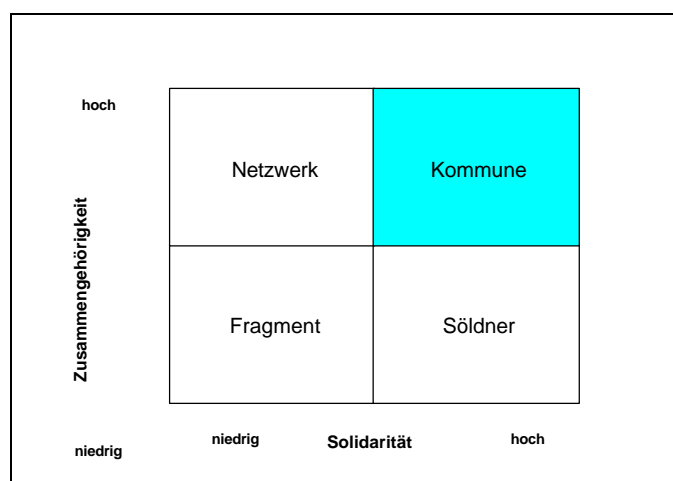 hoch
Netzwerk
Kommune
Zusammengehörigkeit
Fragment
Söldner
niedrig
niedrig
Solidarität
hoch